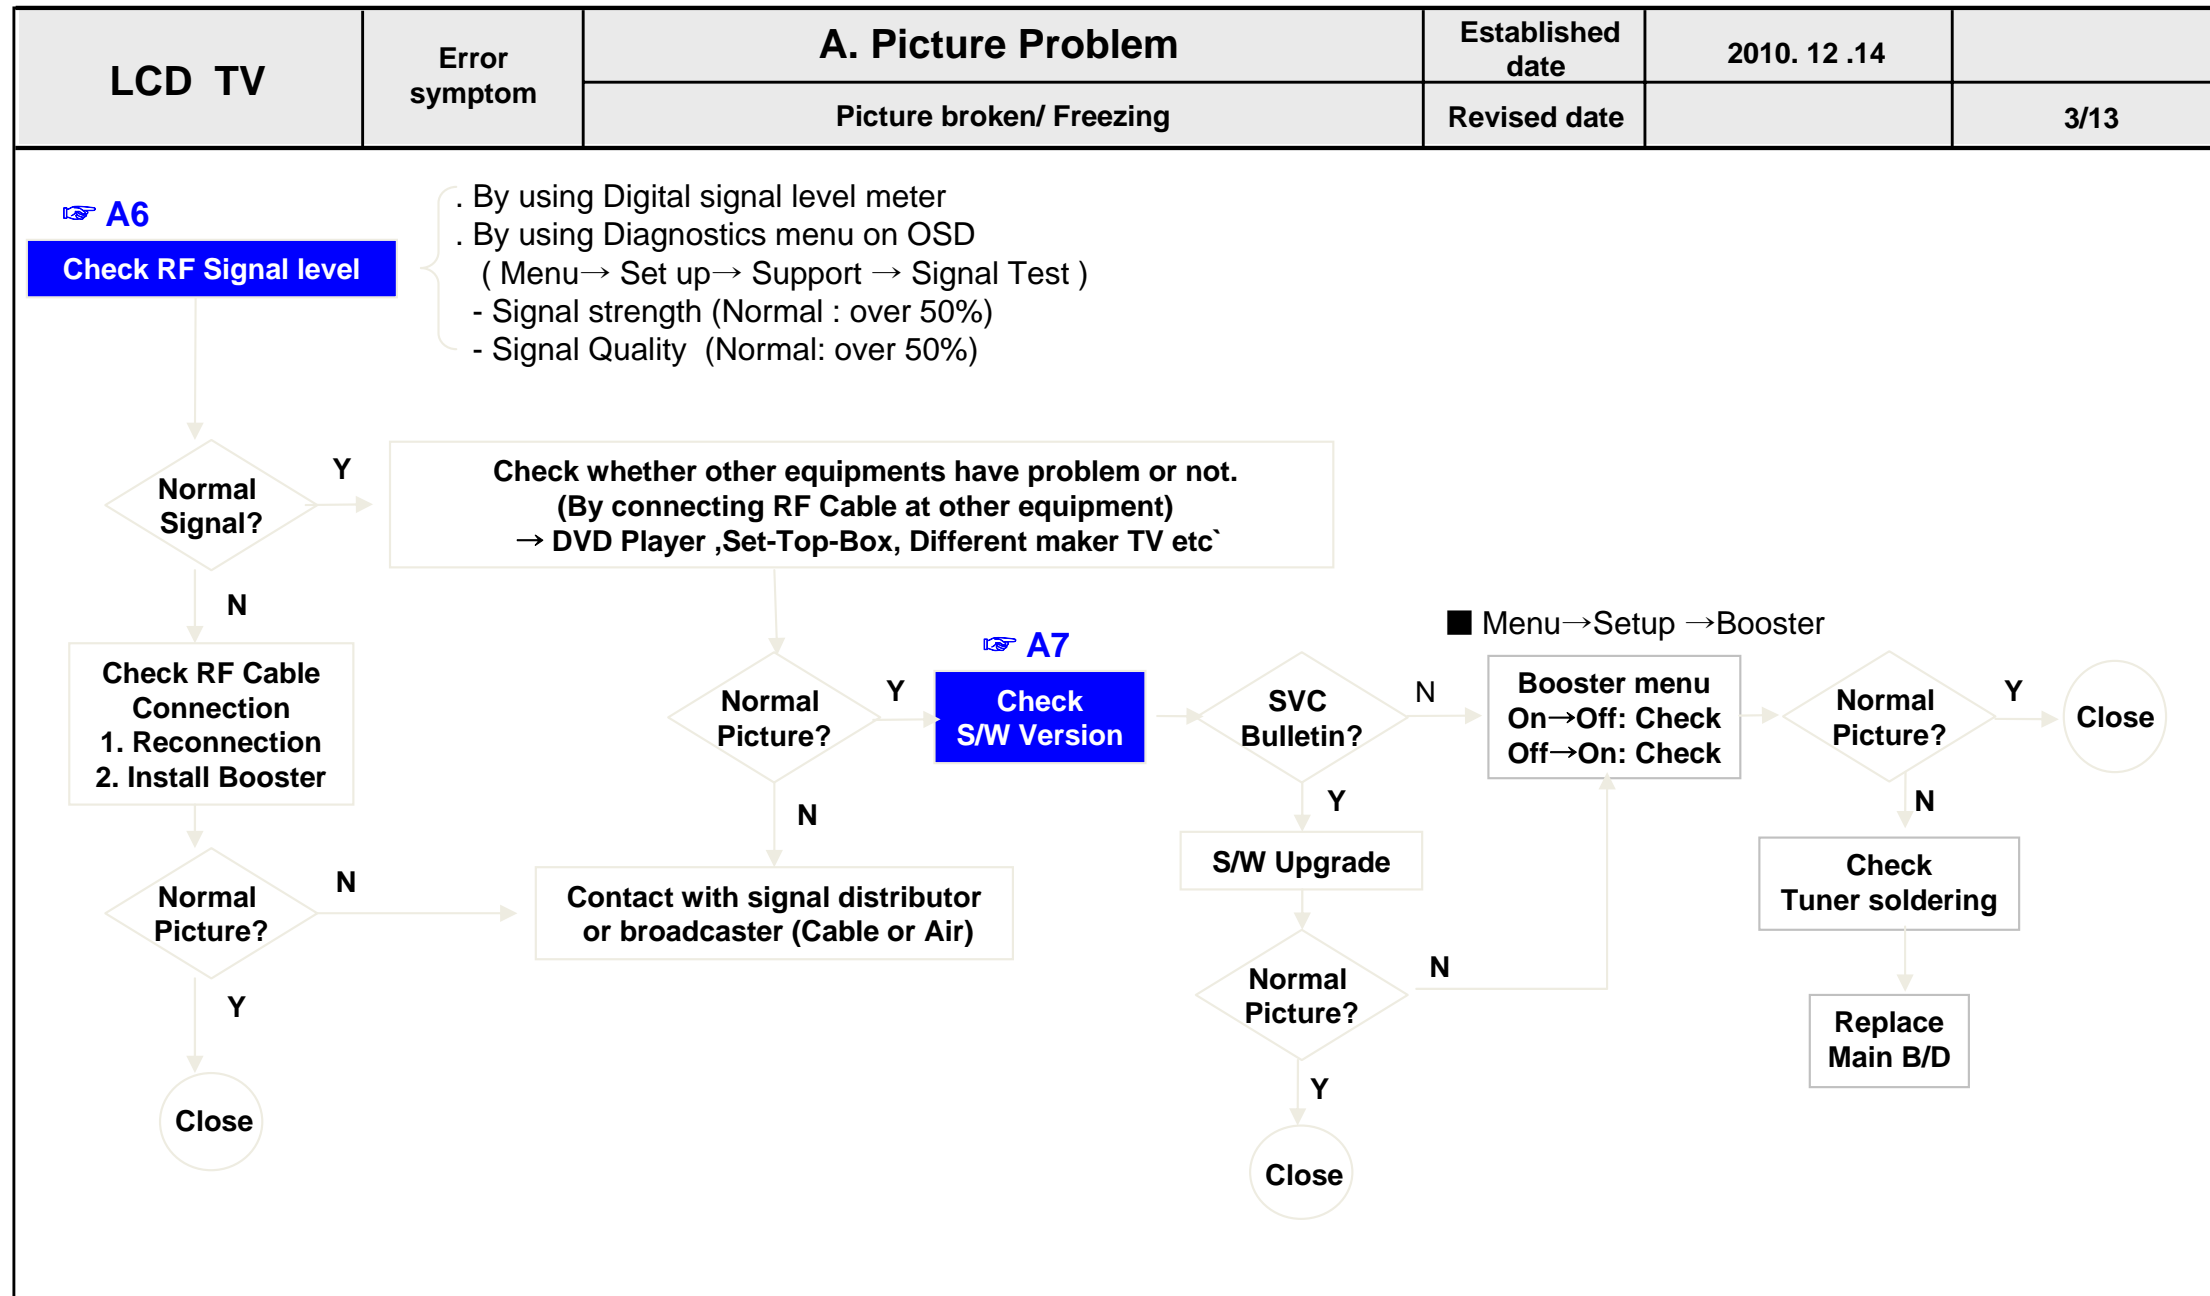 LCD TV
Error
symptom
A. Picture Problem
Established
date
2010. 12 .14
Picture broken/ Freezing
Revised date
3/13
☞ A6
Check RF Signal level
. By using Digital signal level meter
. By using Diagnostics menu on OSD
( Menu→ Set up→ Support → Signal Test )
- Signal strength (Normal : over 50%)
- Signal Quality (Normal: over 50%)
Normal
Signal?
Y
Check whether other equipments have problem or not.
(By connecting RF Cable at other equipment)
→ DVD Player ,Set-Top-Box, Different maker TV etc`
N
Check RF Cable
Connection
1. Reconnection
2. Install Booster
Normal
Picture?
Y
☞ A7
Check
S/W Version
SVC
Bulletin?
N
■ Menu→Setup →Booster
Booster menu
On→Off: Check
Off→On: Check
Normal
Picture?
Y
Close
N
Y
N
S/W Upgrade
Check
Tuner soldering
Normal
Picture?
N
Contact with signal distributor
or broadcaster (Cable or Air)
Normal
Picture?
N
Replace
Main B/D
Y
Close
Y
Close